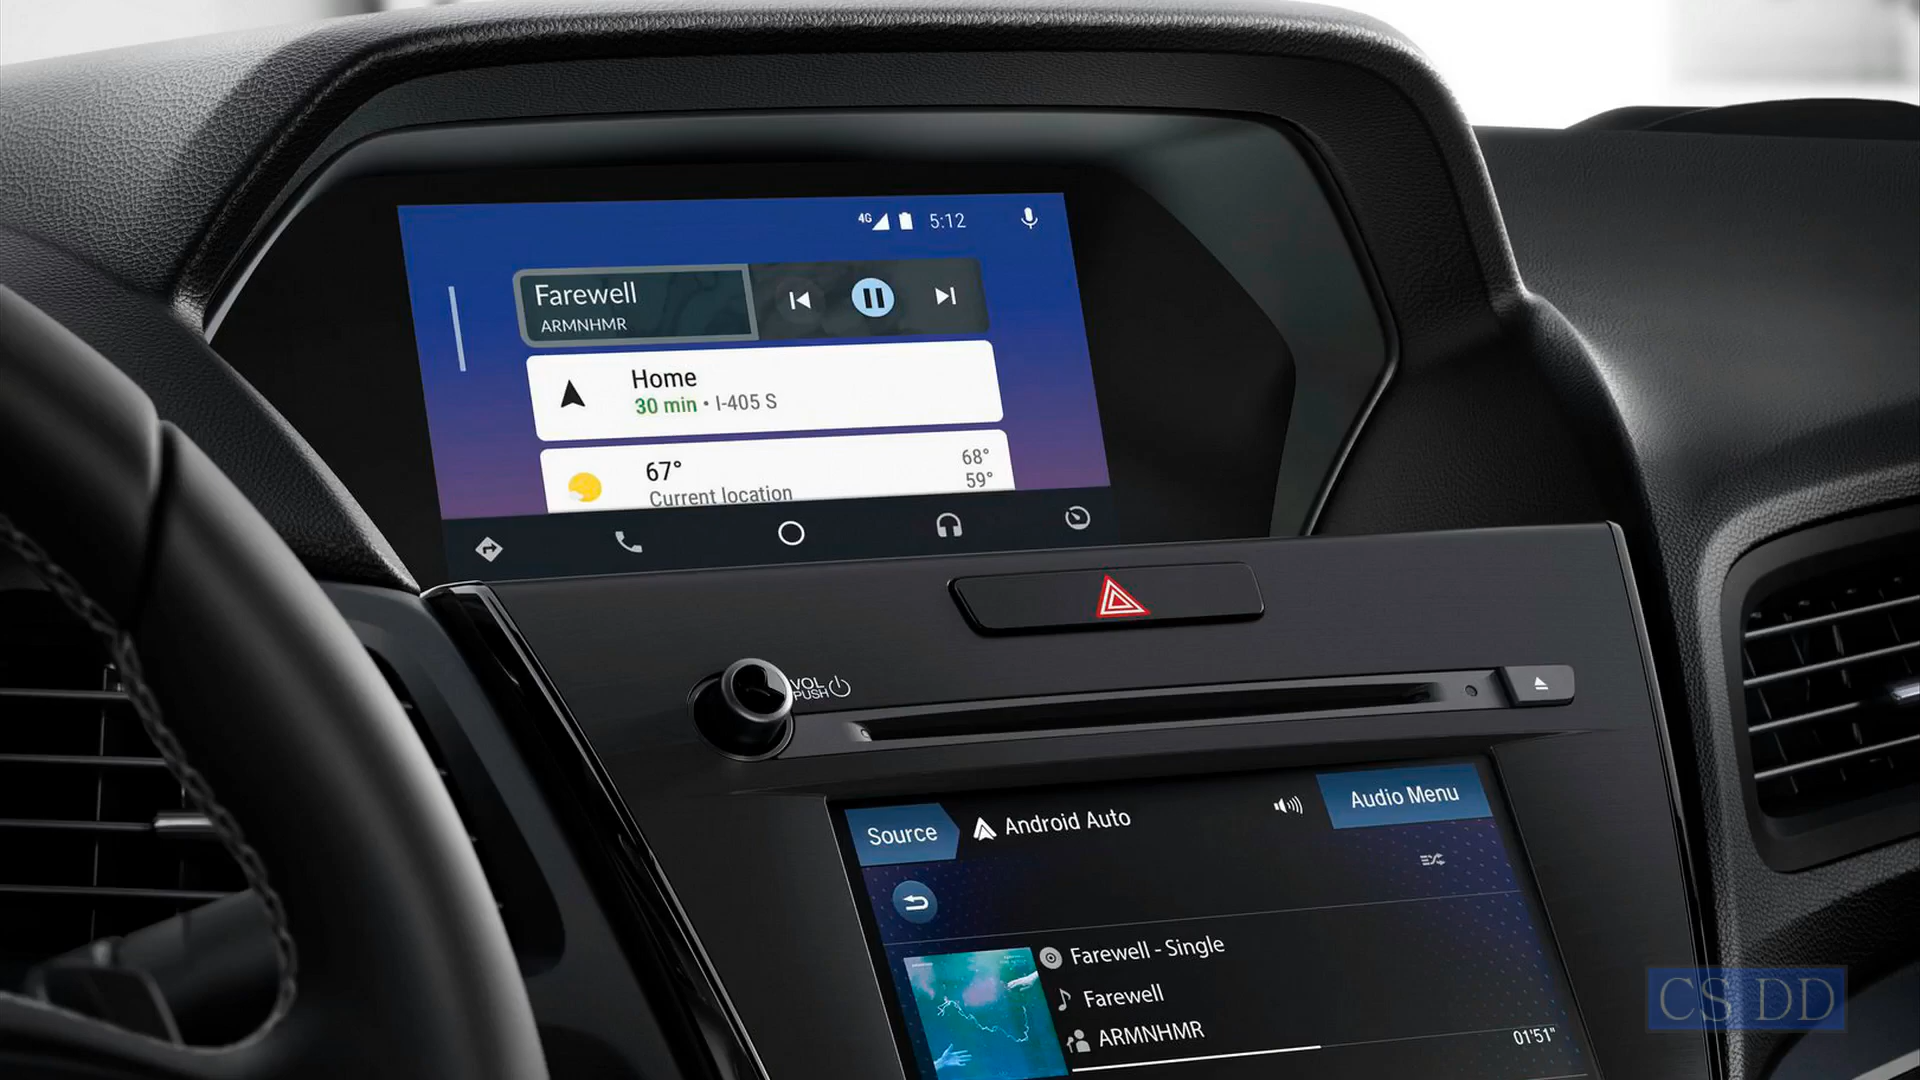 4G 5:12
Farewell
ARMNHMR
Home
30 min • I-405 S
67°
68°
Current location
59°
VOL
PUSH
Source
Android Auto
Audio Menu
Farewell - Single
Farewell
ARMNHMR
01'51"
CS DD